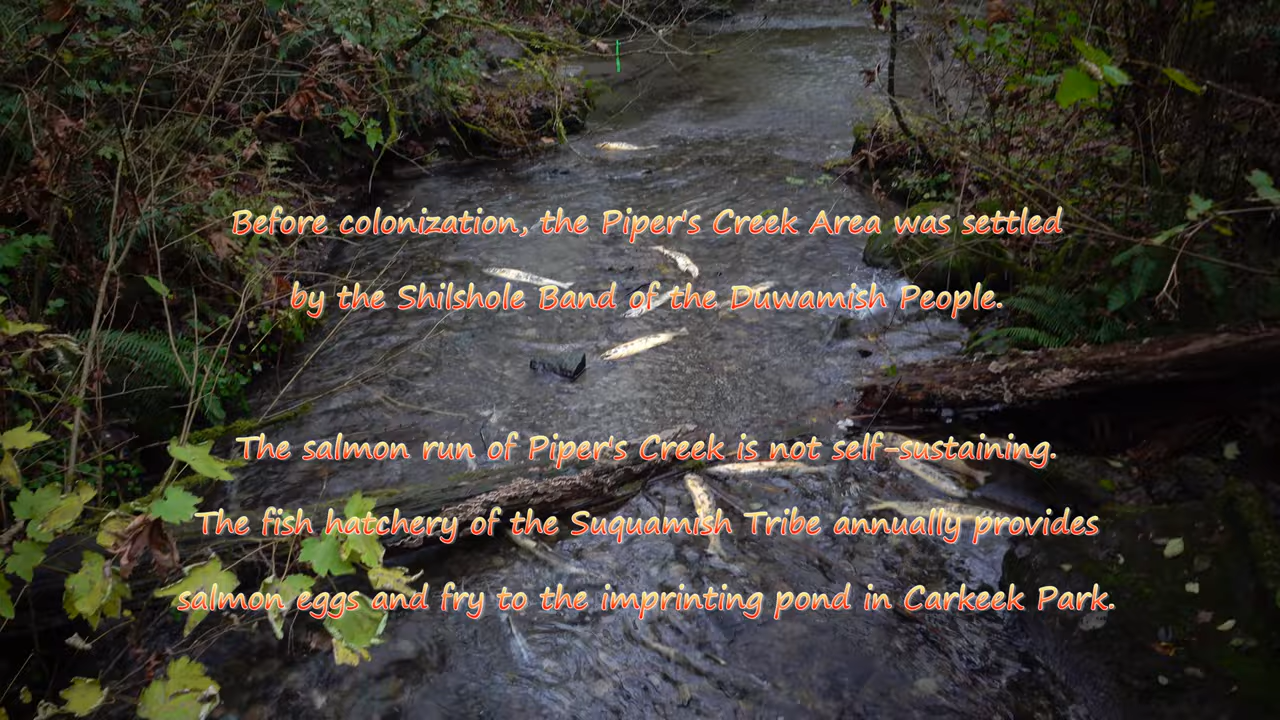 Before colonization, the Piper's Creek Area was settled
by the Shilshole Band of the Duwamish People.
The salmon run of Piper's Creek is not self-sustaining.
The fish hatchery of the Suquamish Tribe annually provides
salmon eggs and fry to the imprinting pond in Carkeek Park.